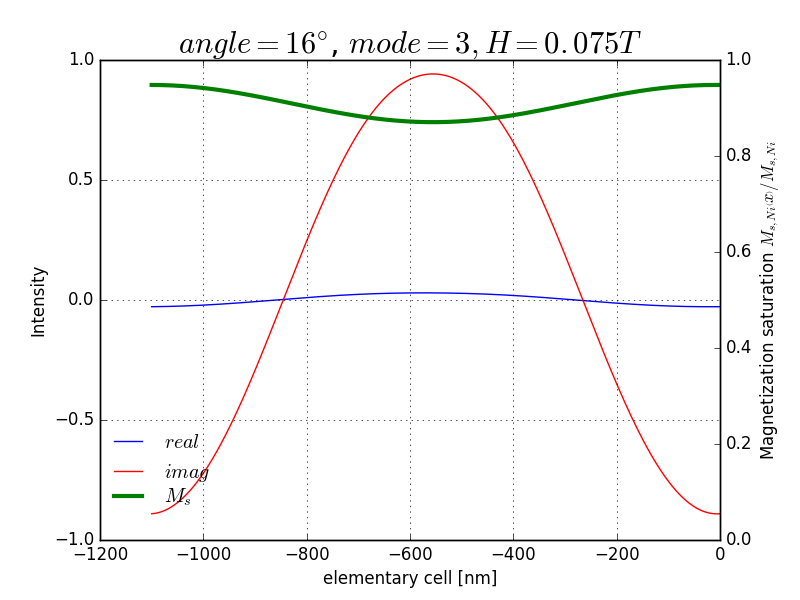 angle = 16°, mode = 3, H = 0.075T
1.0
0.5
0.0
−0.5
−1.0
Intensity
1.0
0.8
0.6
0.4
0.2
0.0
Magnetization saturation M_{s,Ni}(x)/M_{s,Ni}
real
imag
M_s
−1200
−1000
−800
−600
−400
−200
0
elementary cell [nm]